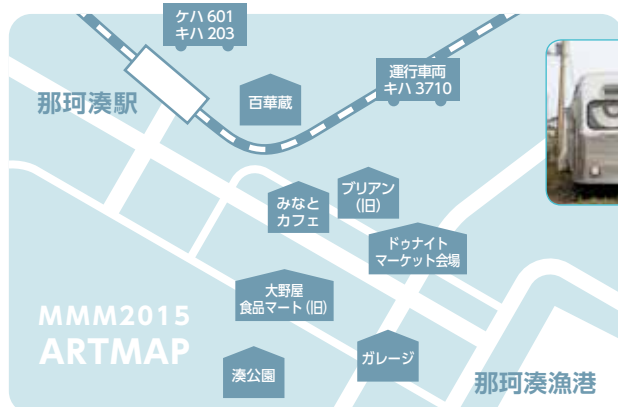 ケハ 601
キハ 203
運行車両
キハ 3710
那珂湊駅
百華蔵
ブリアン
(旧)
みなと
カフェ
ドゥナイト
マーケット会場
大野屋
食品マート (旧)
MMM2015
ARTMAP
湊公園
ガレージ
那珂湊漁港